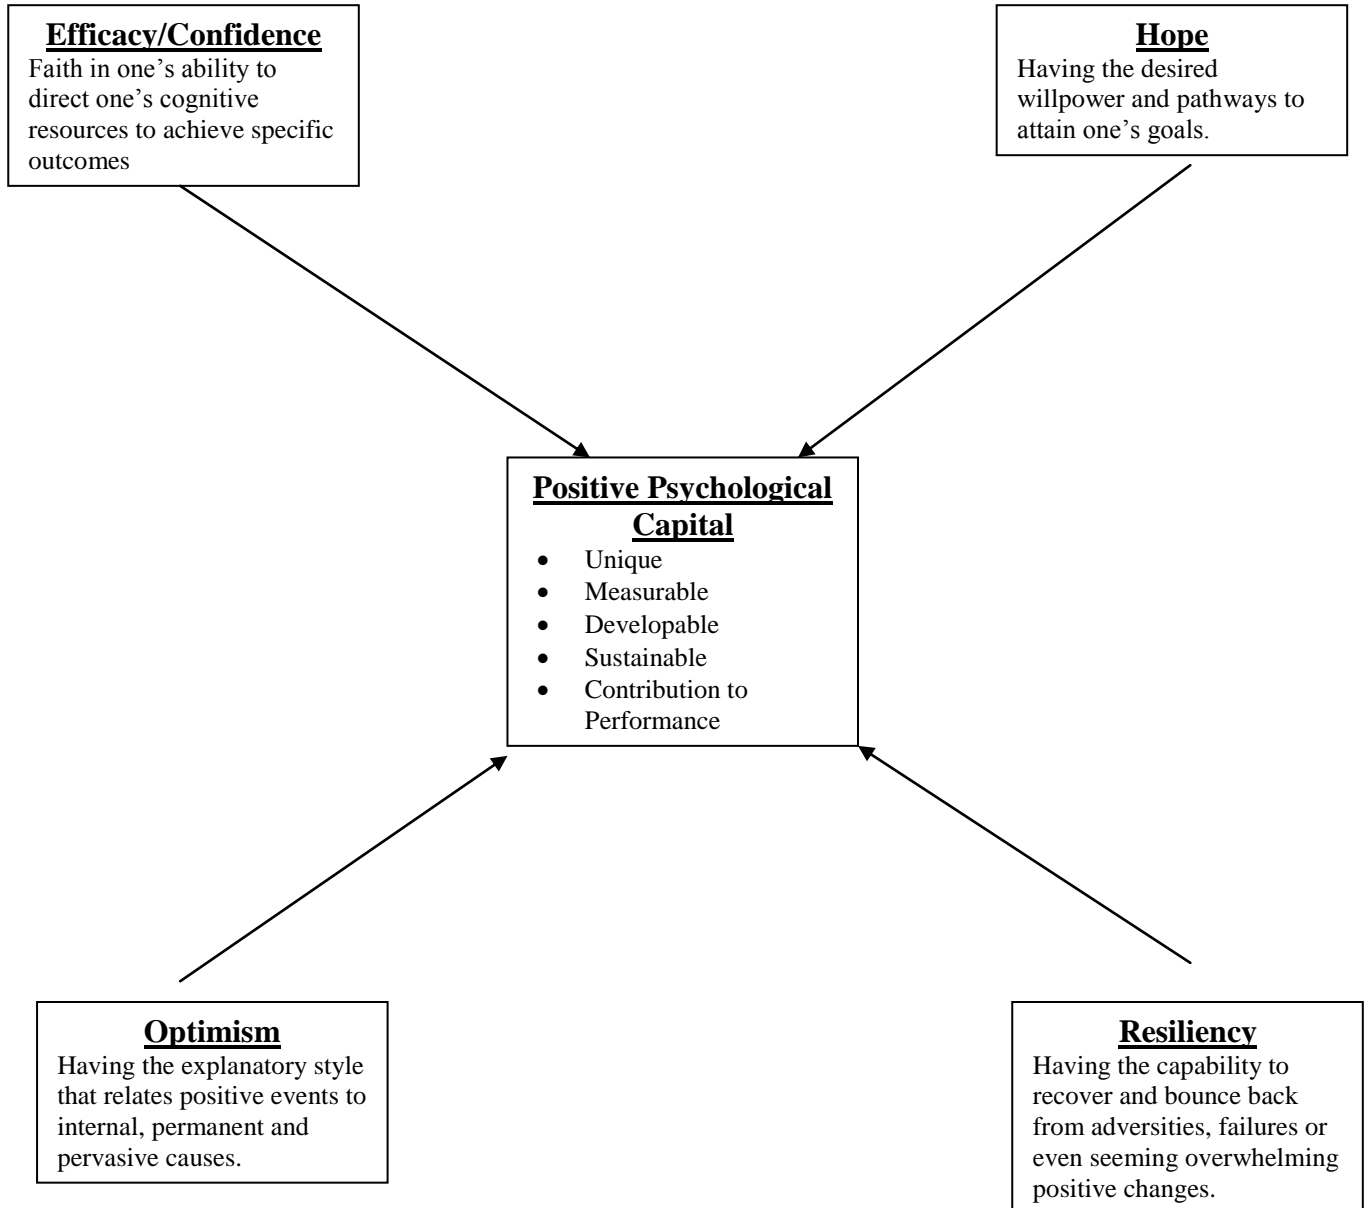 Efficacy/Confidence
Faith in one’s ability to
direct one’s cognitive
resources to achieve specific
outcomes
Hope
Having the desired
willpower and pathways to
attain one’s goals.
Positive Psychological
Capital
• Unique
• Measurable
• Developable
• Sustainable
• Contribution to
Performance
Optimism
Having the explanatory style
that relates positive events to
internal, permanent and
pervasive causes.
Resiliency
Having the capability to
recover and bounce back
from adversities, failures or
even seeming overwhelming
positive changes.